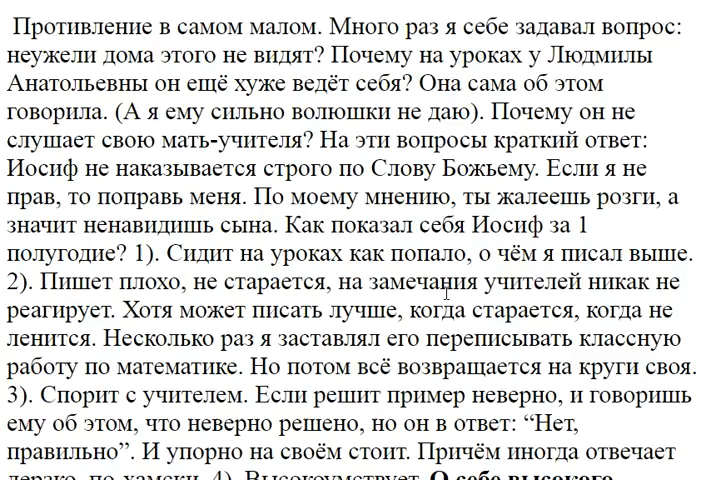 Противление в самом малом. Много раз я себе задавал вопрос:
неужели дома этого не видят? Почему на уроках у Людмилы
Анатольевны он ещё хуже ведёт себя? Она сама об этом
говорила. (А я ему сильно волюшки не даю). Почему он не
слушает свою мать-учителя? На эти вопросы краткий ответ:
Иосиф не наказывается строго по Слову Божьему. Если я не
прав, то поправь меня. По моему мнению, ты жалеешь розги, а
значит ненавидишь сына. Как показал себя Иосиф за 1
полугодие? 1). Сидит на уроках как попало, о чём я писал выше.
2). Пишет плохо, не старается, на замечания учителей никак не
реагирует. Хотя может писать лучше, когда старается, когда не
ленится. Несколько раз я заставлял его переписывать классную
работу по математике. Но потом всё возвращается на круги своя.
3). Спорит с учителем. Если решит пример неверно, и говоришь
ему об этом, что неверно решено, но он в ответ: “Нет,
правильно”. И упорно на своём стоит. Причём иногда отвечает
дерзко, по-хамски. 4). Высокоумствует. О себе высокого